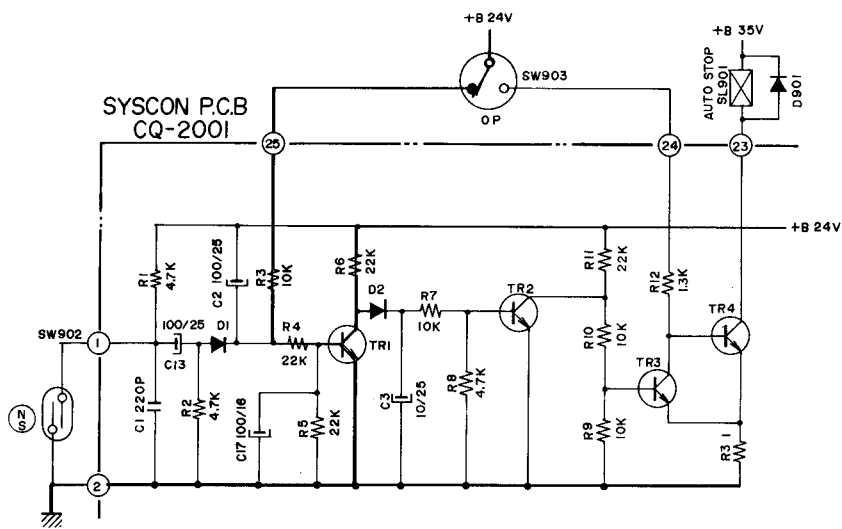 +B 24V
+B 35V
SW903
OP
AUTO STOP
SL901
D901
SYSCON P.C.B
CQ-2001
25
24
23
+B 24V
R1
4.7K
C2 100/25
R3
10K
R6
22K
R11
22K
R12
1.3K
D2
R7
10K
TR2
TR4
SW902
1
100/25
C13
D1
R4
22K
TR1
R10
10K
TR3
N
S
C1 220P
R2
4.7K
C17 100/16
R5
22K
C3
10/25
R8
4.7K
R9
10K
R3 1
2